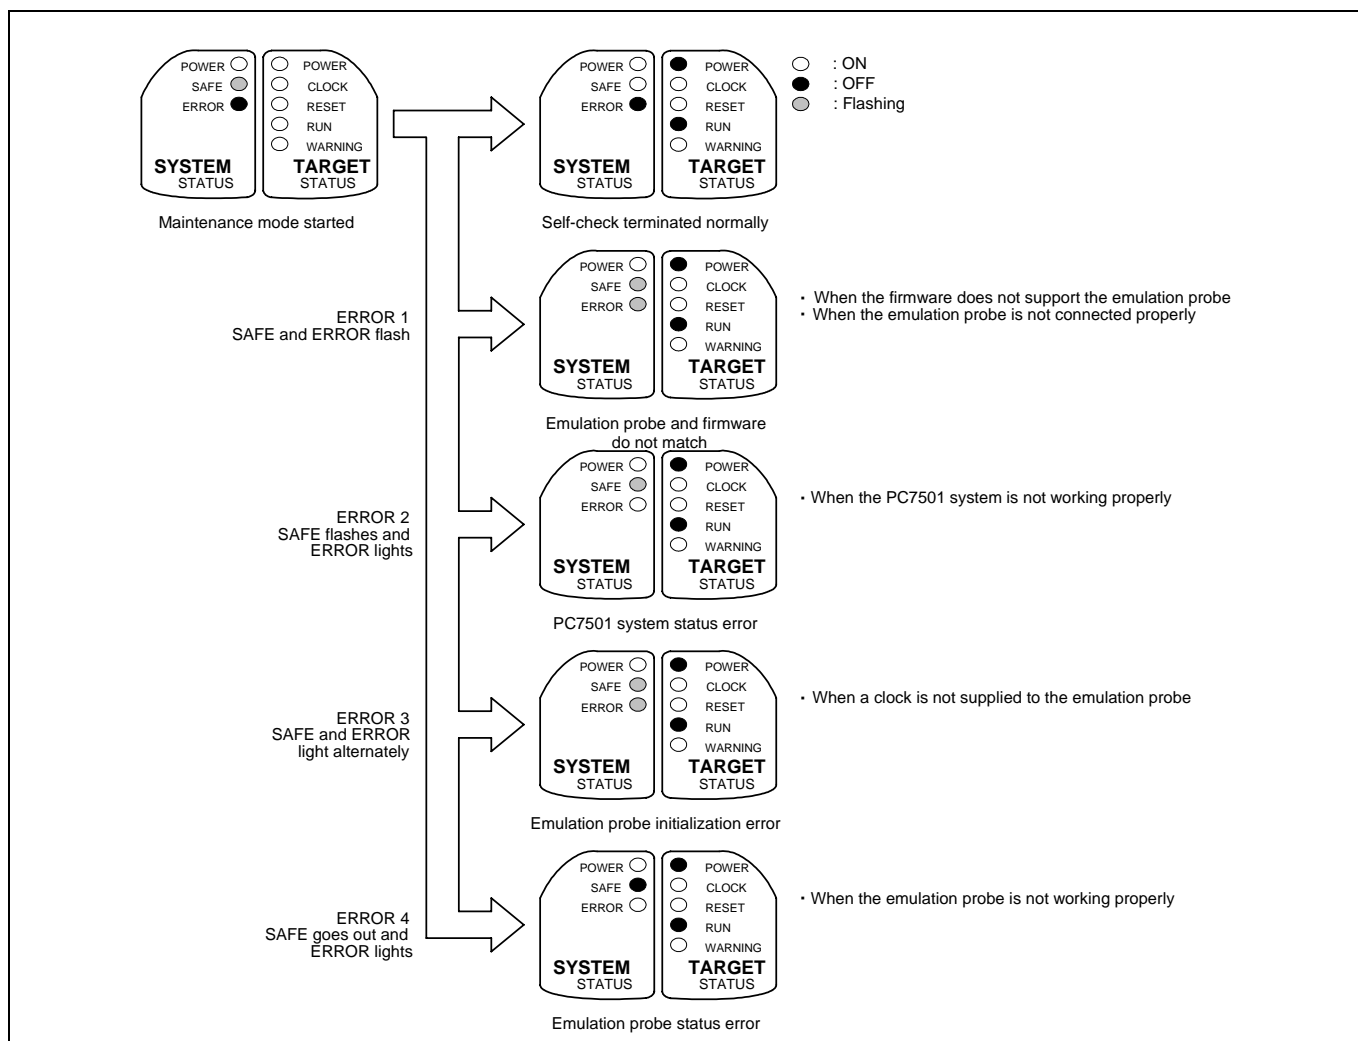 POWER
SAFE
ERROR
SYSTEM
STATUS
POWER
CLOCK
RESET
RUN
WARNING
TARGET
STATUS
Maintenance mode started
POWER
SAFE
ERROR
SYSTEM
STATUS
POWER
CLOCK
RESET
RUN
WARNING
TARGET
STATUS
Self-check terminated normally
: ON
: OFF
: Flashing
ERROR 1
SAFE and ERROR flash
POWER
SAFE
ERROR
SYSTEM
STATUS
POWER
CLOCK
RESET
RUN
WARNING
TARGET
STATUS
Emulation probe and firmware
do not match
・ When the firmware does not support the emulation probe
・ When the emulation probe is not connected properly
ERROR 2
SAFE flashes and
ERROR lights
POWER
SAFE
ERROR
SYSTEM
STATUS
POWER
CLOCK
RESET
RUN
WARNING
TARGET
STATUS
PC7501 system status error
・ When the PC7501 system is not working properly
ERROR 3
SAFE and ERROR
light alternately
POWER
SAFE
ERROR
SYSTEM
STATUS
POWER
CLOCK
RESET
RUN
WARNING
TARGET
STATUS
Emulation probe initialization error
・ When a clock is not supplied to the emulation probe
ERROR 4
SAFE goes out and
ERROR lights
POWER
SAFE
ERROR
SYSTEM
STATUS
POWER
CLOCK
RESET
RUN
WARNING
TARGET
STATUS
Emulation probe status error
・ When the emulation probe is not working properly